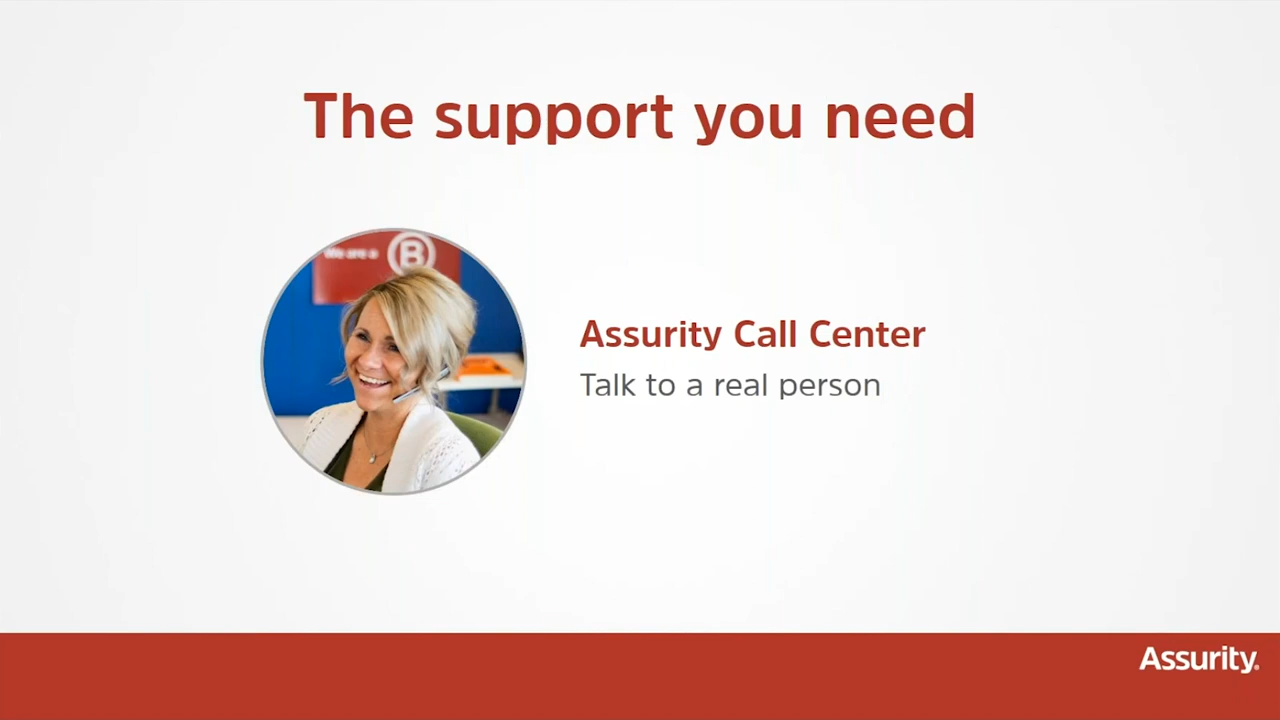 The support you need
We are a
B
Assurity Call Center
Talk to a real person
Assurity®